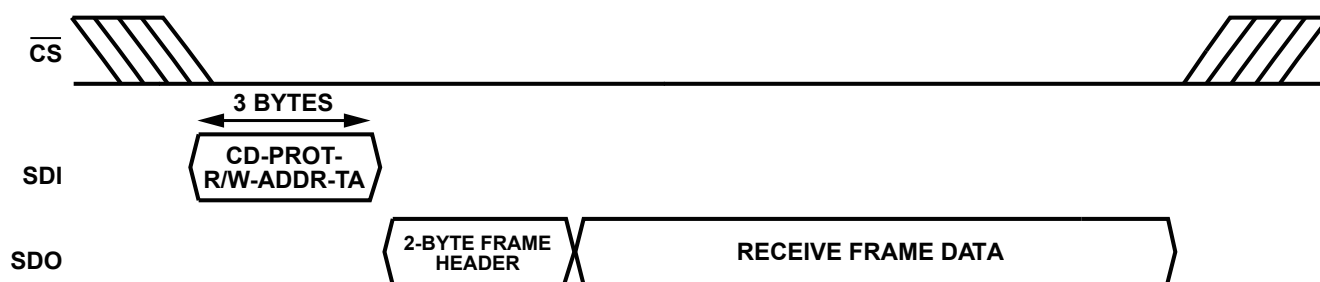 CS
3 BYTES
CD-PROT-
R/W-ADDR-TA
SDI
2-BYTE FRAME
HEADER
RECEIVE FRAME DATA
SDO